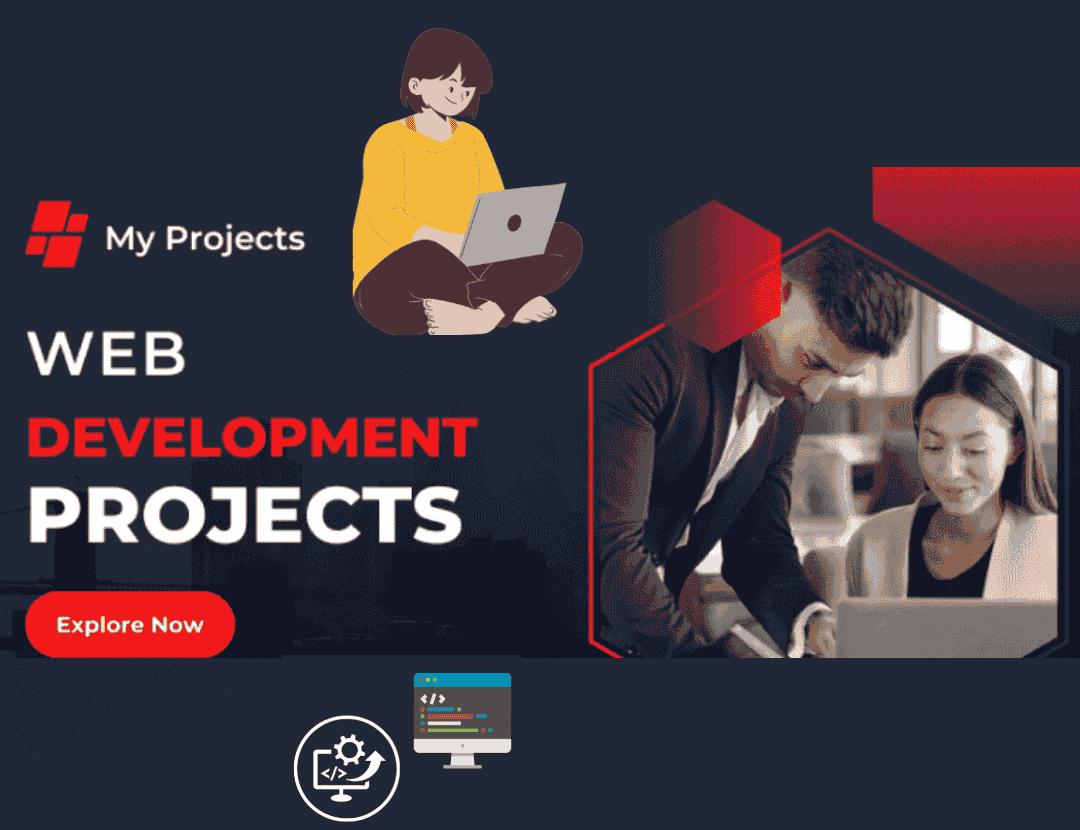 My Projects
WEB
DEVELOPMENT
PROJECTS
Explore Now
</>
</>